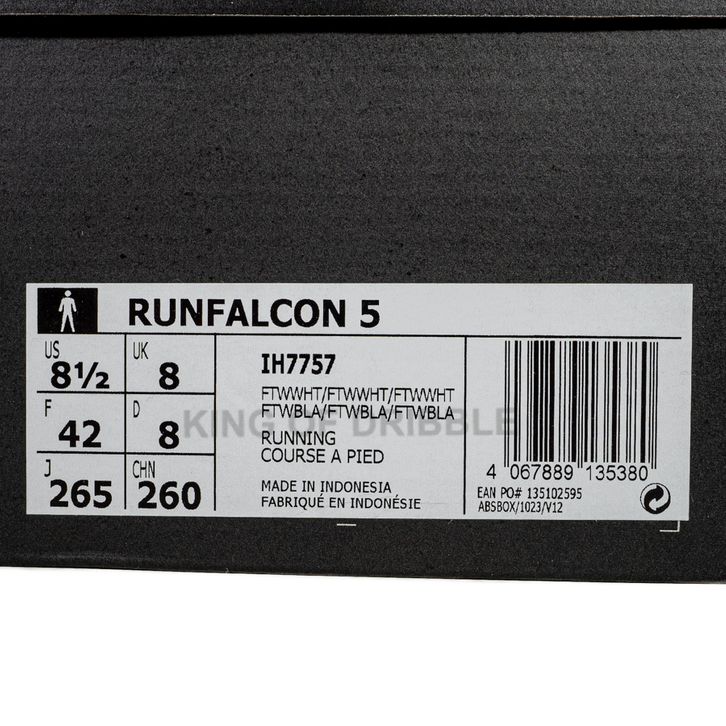 RUNFALCON 5
US
8½
UK
8
F
42
D
8
J
265
CHN
260
IH7757
FTWWHT/FTWWHT/FTWWHT
FTWBLA/FTWBLA/FTWBLA
KING OF DRIBBLE
RUNNING
COURSE A PIED
MADE IN INDONESIA
FABRIQUÉ EN INDONÉSIE
4 067889 135380
EAN PO# 135102595
ABSBOX/1023/V12